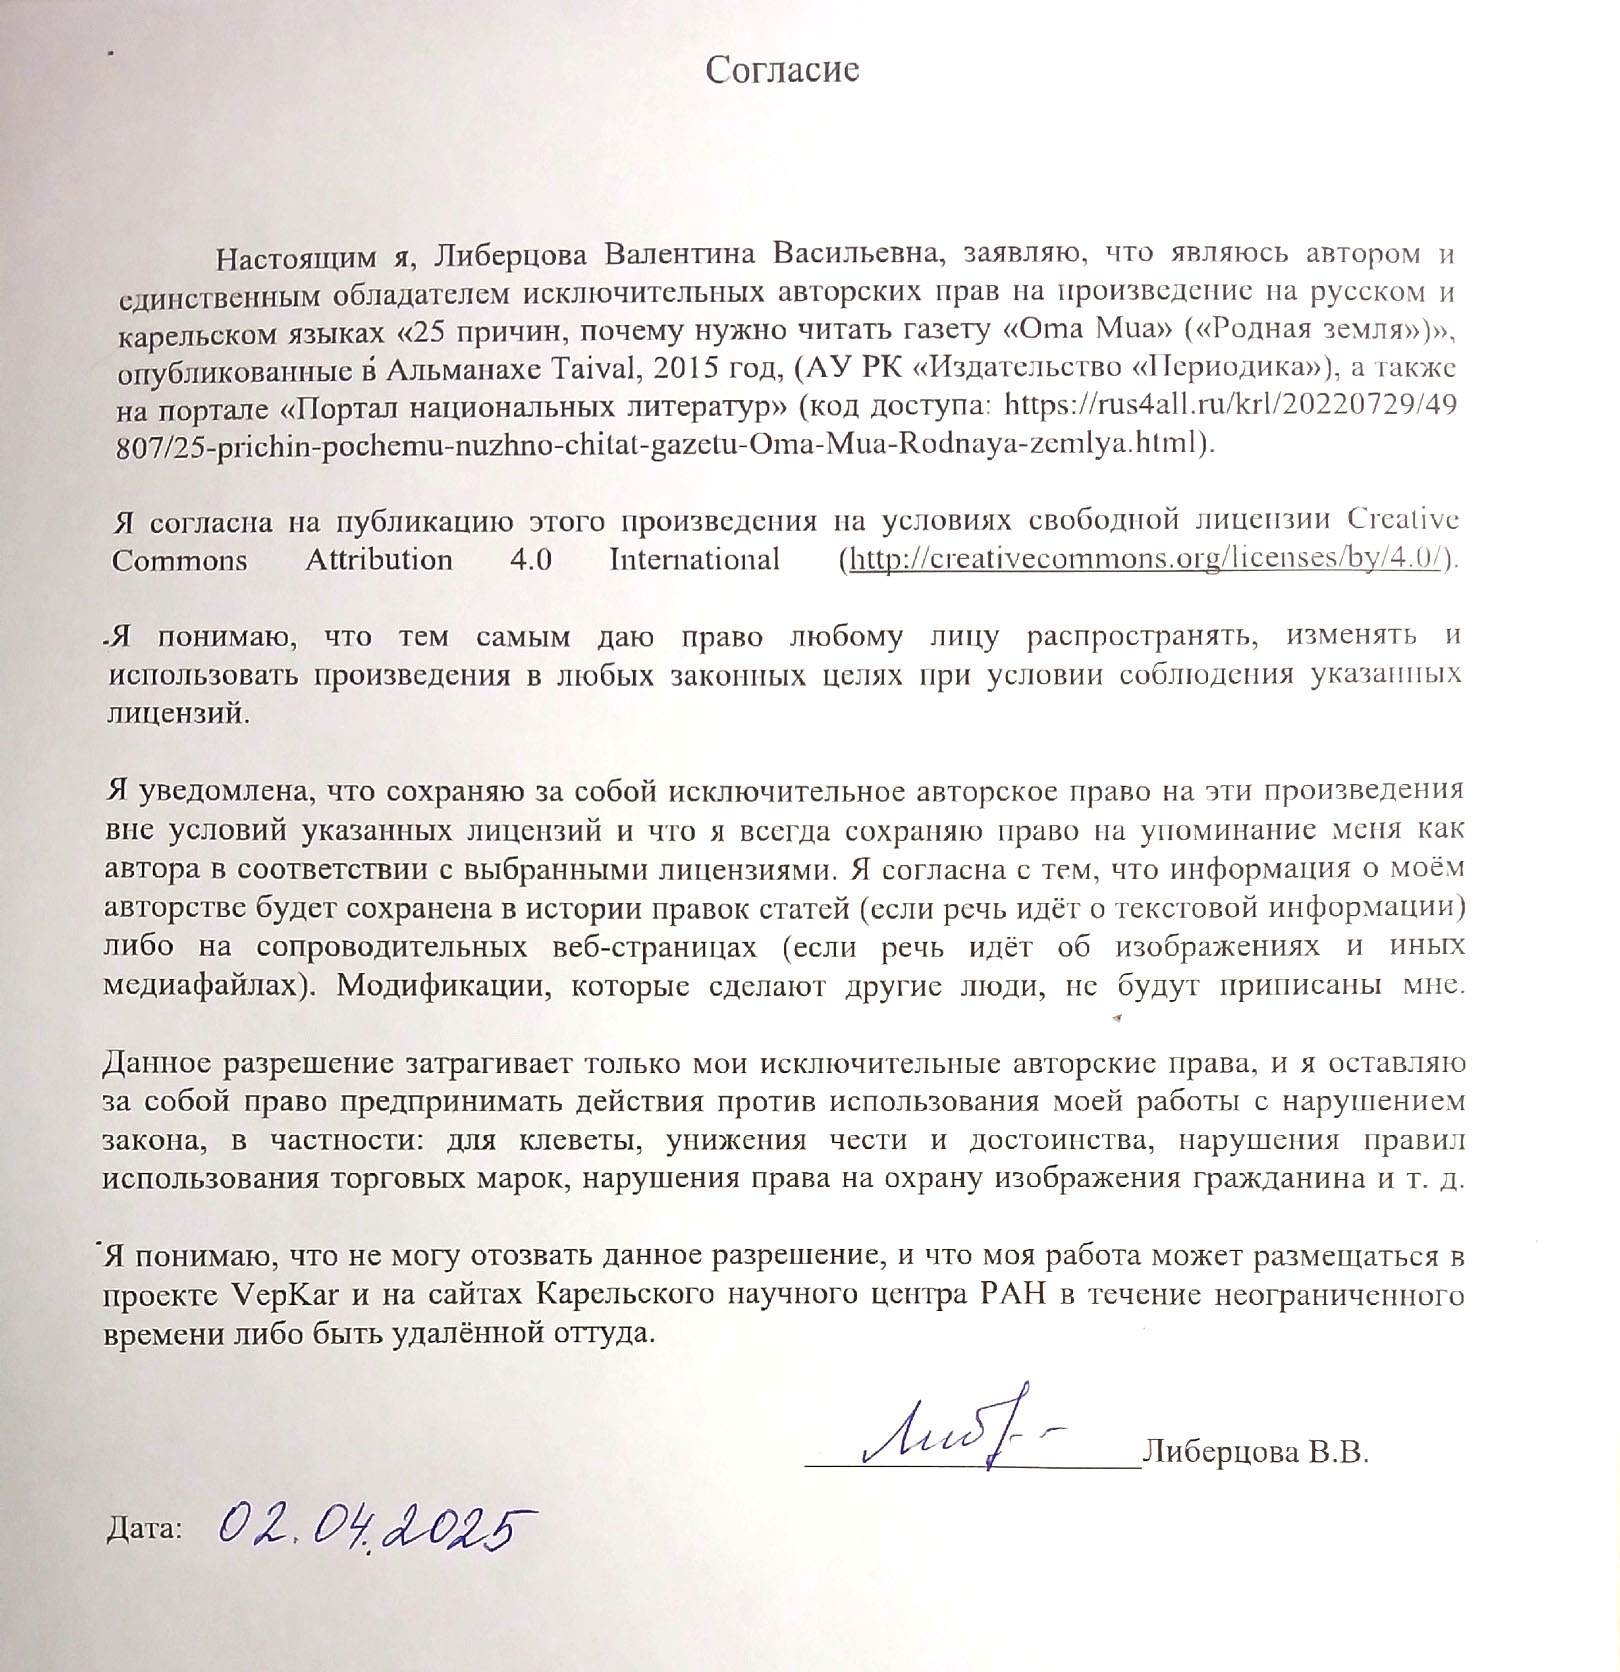 Согласие
Настоящим я, Либерцова Валентина Васильевна, заявляю, что являюсь автором и
единственным обладателем исключительных авторских прав на произведение на русском и
карельском языках «25 причин, почему нужно читать газету «Oma Mua» («Родная земля»)»,
опубликованные в Альманахе Taival, 2015 год, (АУ РК «Издательство «Периодика»), а также
на портале «Портал национальных литератур» (код доступа: https://rus4all.ru/krl/20220729/49
807/25-prichin-pochemu-nuzhno-chitat-gazetu-Oma-Mua-Rodnaya-zemlya.html).
Я согласна на публикацию этого произведения на условиях свободной лицензии Creative
Commons Attribution 4.0 International (http://creativecommons.org/licenses/by/4.0/).
Я понимаю, что тем самым даю право любому лицу распространять, изменять и
использовать произведения в любых законных целях при условии соблюдения указанных
лицензий.
Я уведомлена, что сохраняю за собой исключительное авторское право на эти произведения
вне условий указанных лицензий и что я всегда сохраняю право на упоминание меня как
автора в соответствии с выбранными лицензиями. Я согласна с тем, что информация о моём
авторстве будет сохранена в истории правок статей (если речь идёт о текстовой информации)
либо на сопроводительных веб-страницах (если речь идёт об изображениях и иных
медиафайлах). Модификации, которые сделают другие люди, не будут приписаны мне.
Данное разрешение затрагивает только мои исключительные авторские права, и я оставляю
за собой право предпринимать действия против использования моей работы с нарушением
закона, в частности: для клеветы, унижения чести и достоинства, нарушения правил
использования торговых марок, нарушения права на охрану изображения гражданина и т. д.
Я понимаю, что не могу отозвать данное разрешение, и что моя работа может размещаться в
проекте VepKar и на сайтах Карельского научного центра РАН в течение неограниченного
времени либо быть удалённой оттуда.
Либерцова В.В.
Дата: 02.04.2025